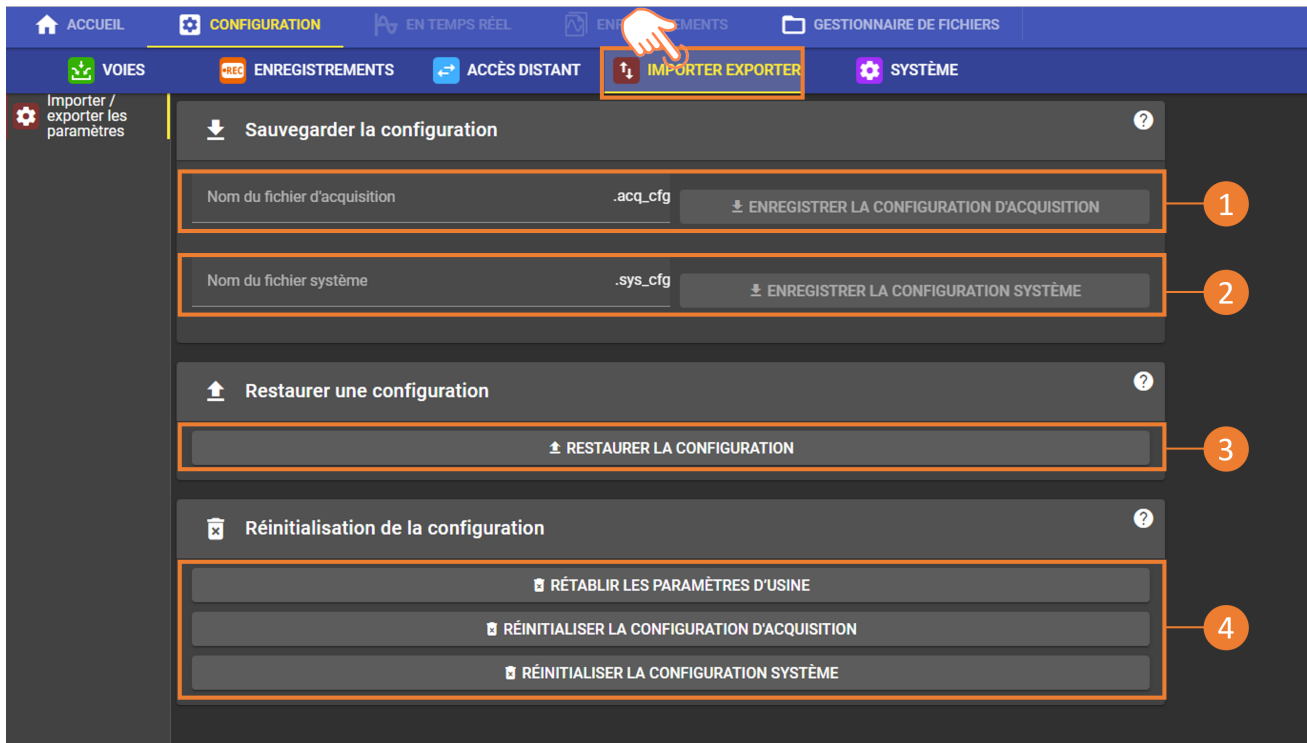 ACCUEIL CONFIGURATION EN TEMPS RÉEL GESTIONNAIRE DE FICHIERS
VOIES REC ENREGISTREMENTS ACCÈS DISTANT IMPORTER EXPORTER SYSTÈME
Importer /
exporter les
paramètres
Sauvegarder la configuration ?
Nom du fichier d'acquisition .acq_cfg ENREGISTRER LA CONFIGURATION D'ACQUISITION 1
Nom du fichier système .sys_cfg ENREGISTRER LA CONFIGURATION SYSTÈME 2
Restaurer une configuration ?
RESTAURER LA CONFIGURATION 3
Réinitialisation de la configuration ?
RÉTABLIR LES PARAMÈTRES D'USINE
RÉINITIALISER LA CONFIGURATION D'ACQUISITION 4
RÉINITIALISER LA CONFIGURATION SYSTÈME